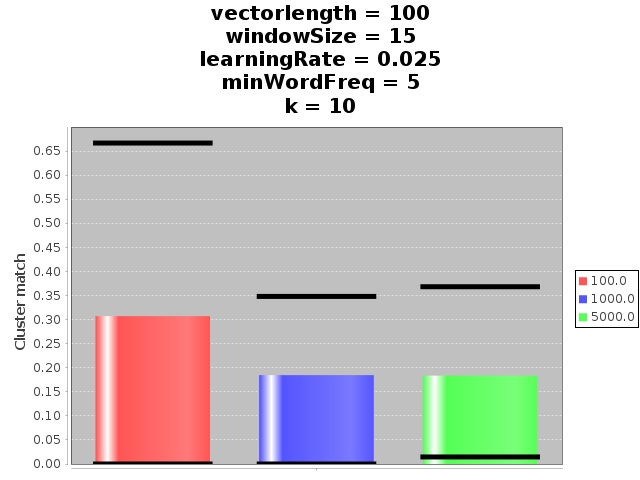 vectorlength = 100
windowSize = 15
learningRate = 0.025
minWordFreq = 5
k = 10
Cluster match
0.65
0.60
0.55
0.50
0.45
0.40
0.35
0.30
0.25
0.20
0.15
0.10
0.05
0.00
100.0
1000.0
5000.0